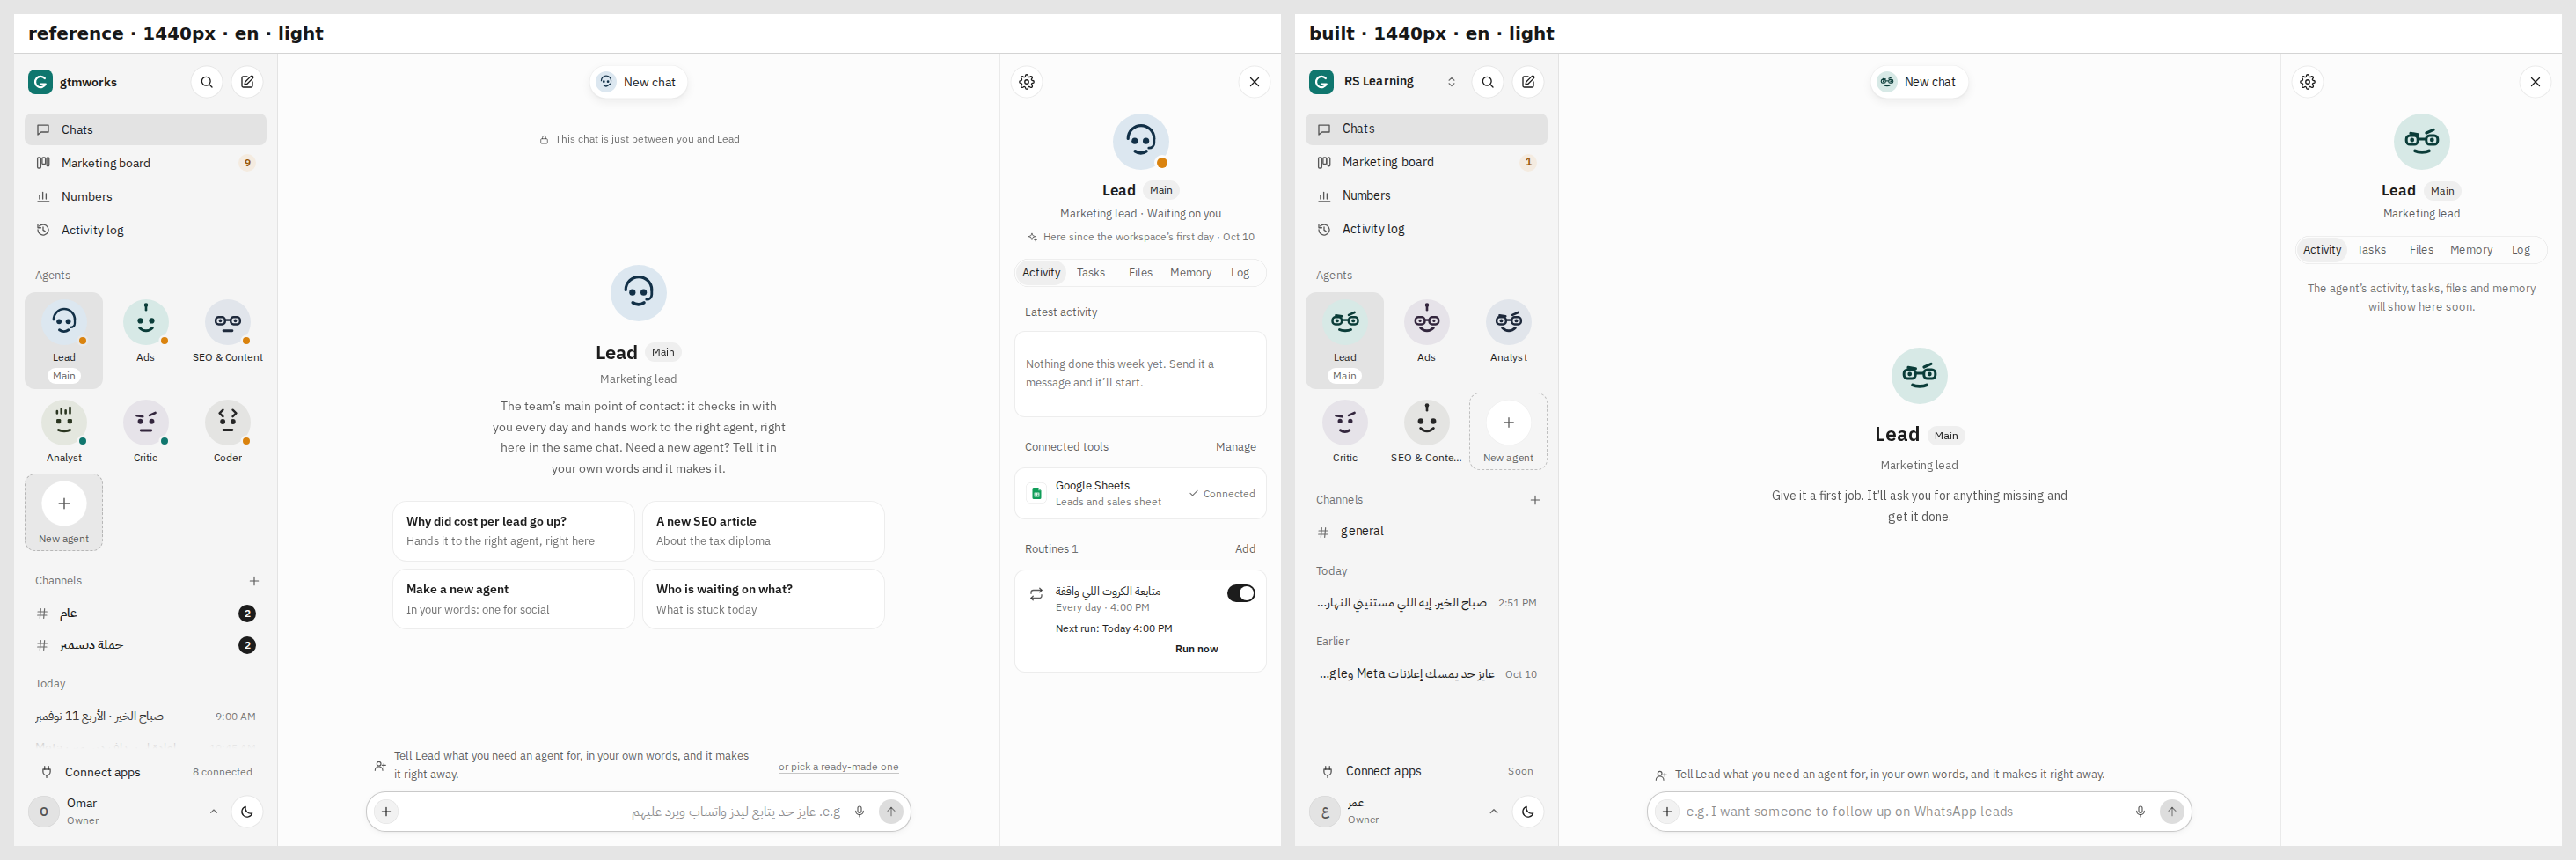 reference · 1440px · en · light
gtmworks
New chat
Chats
Marketing board 9
Numbers
Activity log
Agents
Lead
Main
Ads
SEO & Content
Analyst
Critic
Coder
New agent
Channels
عام 2
حملة ديسمبر 2
Today
صباح الخير · الأربع 11 نوفمبر 9:00 AM
Connect apps 8 connected
O
Omar
Owner
This chat is just between you and Lead
Lead Main
Marketing lead
The team's main point of contact: it checks in with
you every day and hands work to the right agent, right
here in the same chat. Need a new agent? Tell it in
your own words and it makes it.
Why did cost per lead go up?
Hands it to the right agent, right here
A new SEO article
About the tax diploma
Make a new agent
In your words: one for social
Who is waiting on what?
What is stuck today
Tell Lead what you need an agent for, in your own words, and it makes
it right away.
or pick a ready-made one
e.g. عايز حد يتابع ليدز واتساب ويرد عليهم
Lead Main
Marketing lead · Waiting on you
Here since the workspace's first day · Oct 10
Activity Tasks Files Memory Log
Latest activity
Nothing done this week yet. Send it a
message and it'll start.
Connected tools Manage
Google Sheets
Leads and sales sheet
Connected
Routines 1 Add
متابعة الكروت اللي واقفة
Every day · 4:00 PM
Next run: Today 4:00 PM
Run now
built · 1440px · en · light
RS Learning
New chat
Chats
Marketing board 1
Numbers
Activity log
Agents
Lead
Main
Ads
Analyst
Critic
SEO & Conte...
New agent
Channels
general
Today
صباح الخير. إيه اللي مستنيني النهار... 2:51 PM
Earlier
عايز حد يمسك إعلانات Meta وgle... Oct 10
Connect apps Soon
ع
عمر
Owner
Lead Main
Marketing lead
Give it a first job. It'll ask you for anything missing and
get it done.
Tell Lead what you need an agent for, in your own words, and it makes it right away.
e.g. I want someone to follow up on WhatsApp leads
Lead Main
Marketing lead
Activity Tasks Files Memory Log
The agent's activity, tasks, files and memory
will show here soon.